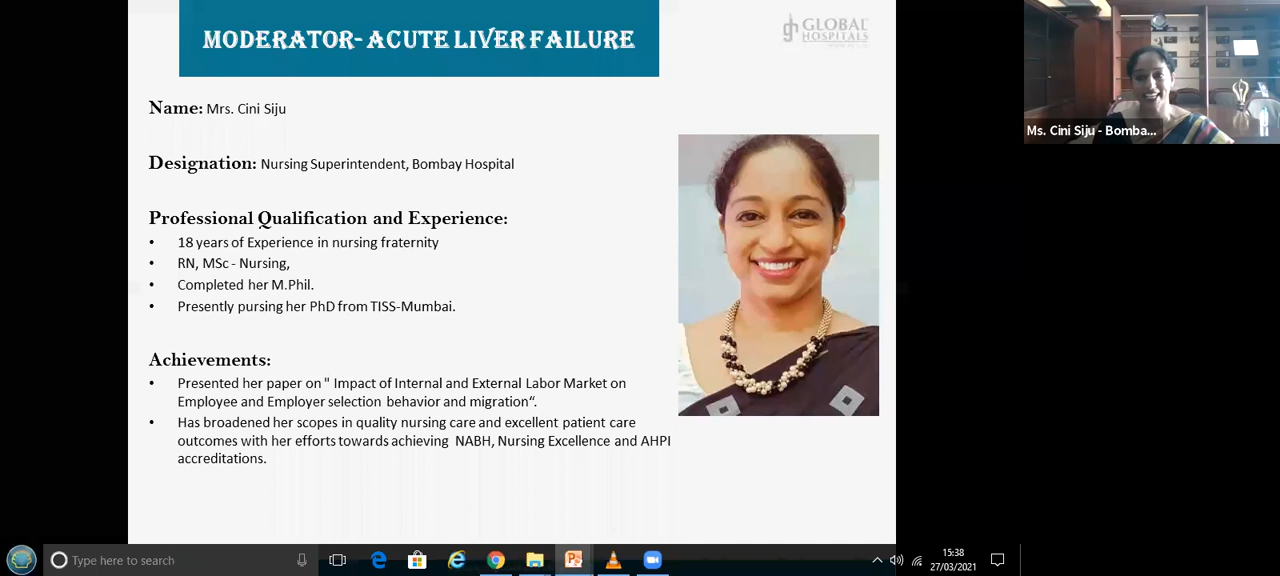 MODERATOR- ACUTE LIVER FAILURE
GLOBAL
HOSPITALS
Name: Mrs. Cini Siju
Designation: Nursing Superintendent, Bombay Hospital
Professional Qualification and Experience:
• 18 years of Experience in nursing fraternity
• RN, MSc - Nursing,
• Completed her M.Phil.
• Presently pursing her PhD from TISS-Mumbai.
Achievements:
• Presented her paper on " Impact of Internal and External Labor Market on
Employee and Employer selection behavior and migration“.
• Has broadened her scopes in quality nursing care and excellent patient care
outcomes with her efforts towards achieving NABH, Nursing Excellence and AHPI
accreditations.
Ms. Cini Siju - Bomba...
Type here to search
15:38
27/03/2021